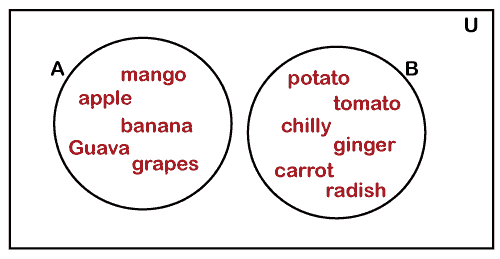 U
A
mango
apple
banana
Guava
grapes
B
potato
tomato
chilly
ginger
carrot
radish